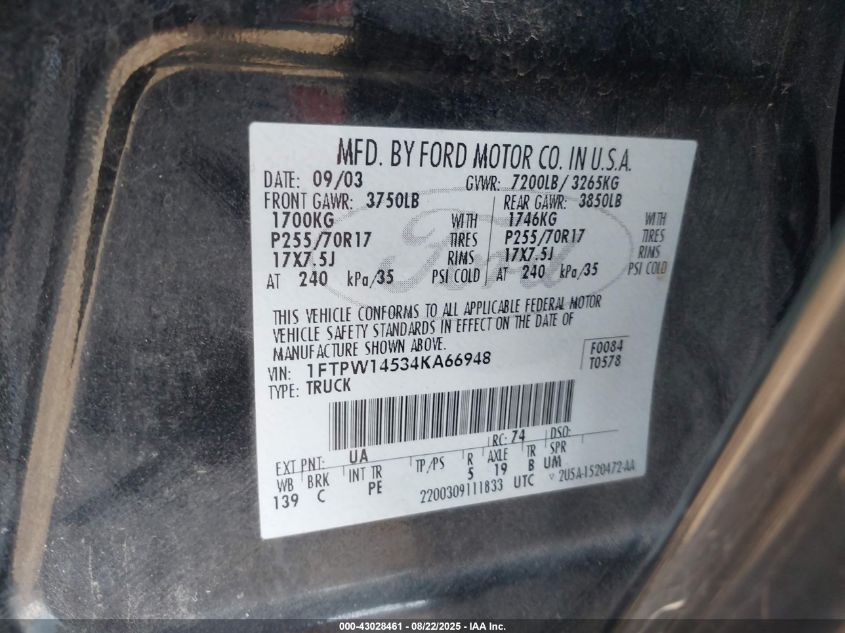 MFD. BY FORD MOTOR CO. IN U.S.A.
DATE: 09/03 GVWR: 7200LB/ 3265KG
FRONT GAWR: 3750LB REAR GAWR: 3850LB
1700KG WITH 1746KG WITH
P255/70R17 TIRES P255/70R17 TIRES
17X7.5J RIMS 17X7.5J RIMS
AT 240 kPa/35 PSI COLD AT 240 kPa/35 PSI COLD
Ford
THIS VEHICLE CONFORMS TO ALL APPLICABLE FEDERAL MOTOR
VEHICLE SAFETY STANDARDS IN EFFECT ON THE DATE OF
MANUFACTURE SHOWN ABOVE.
VIN: 1FTPW14534KA66948 F0084
TYPE: TRUCK T0578
EXT PNT: UA RC: 74 DSO:
WB BRK INT TR TP/PS R AXLE TR SPR
139 C PE 5 19 B UM
2200309111833 UTC 2U5A-1520472-AA
000-43028461 - 08/22/2025 - IAA Inc.